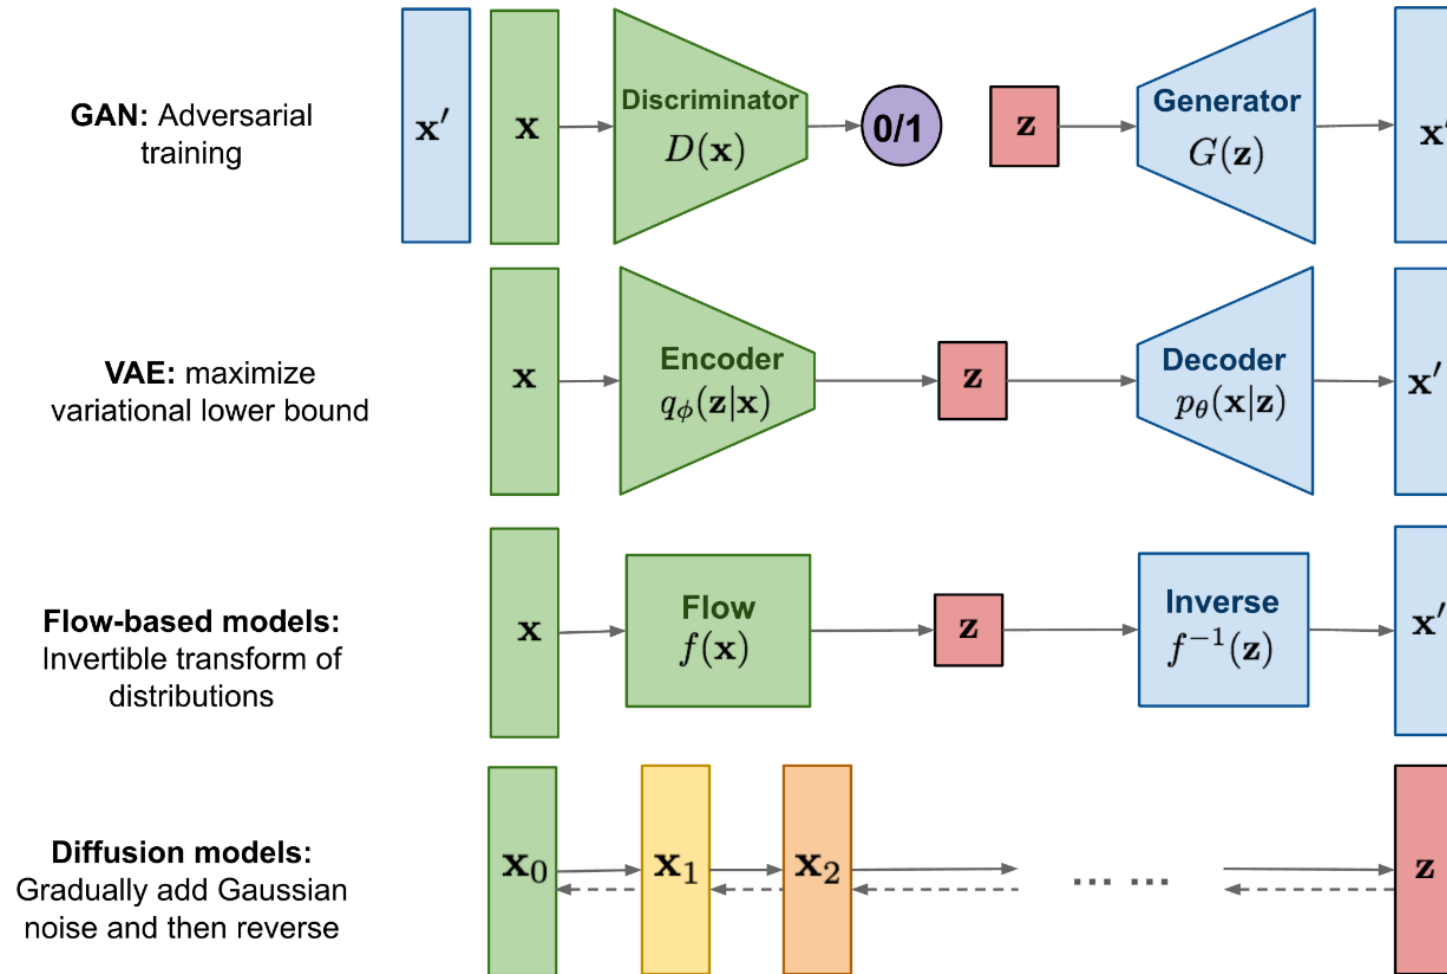 GAN: Adversarial
training
x′
x
Discriminator
D(x)
0/1
z
Generator
G(z)
x′
VAE: maximize
variational lower bound
x
Encoder
qϕ(z|x)
z
Decoder
pθ(x|z)
x′
Flow-based models:
Invertible transform of
distributions
x
Flow
f(x)
z
Inverse
f⁻¹(z)
x′
Diffusion models:
Gradually add Gaussian
noise and then reverse
x₀
x₁
x₂
... ...
z